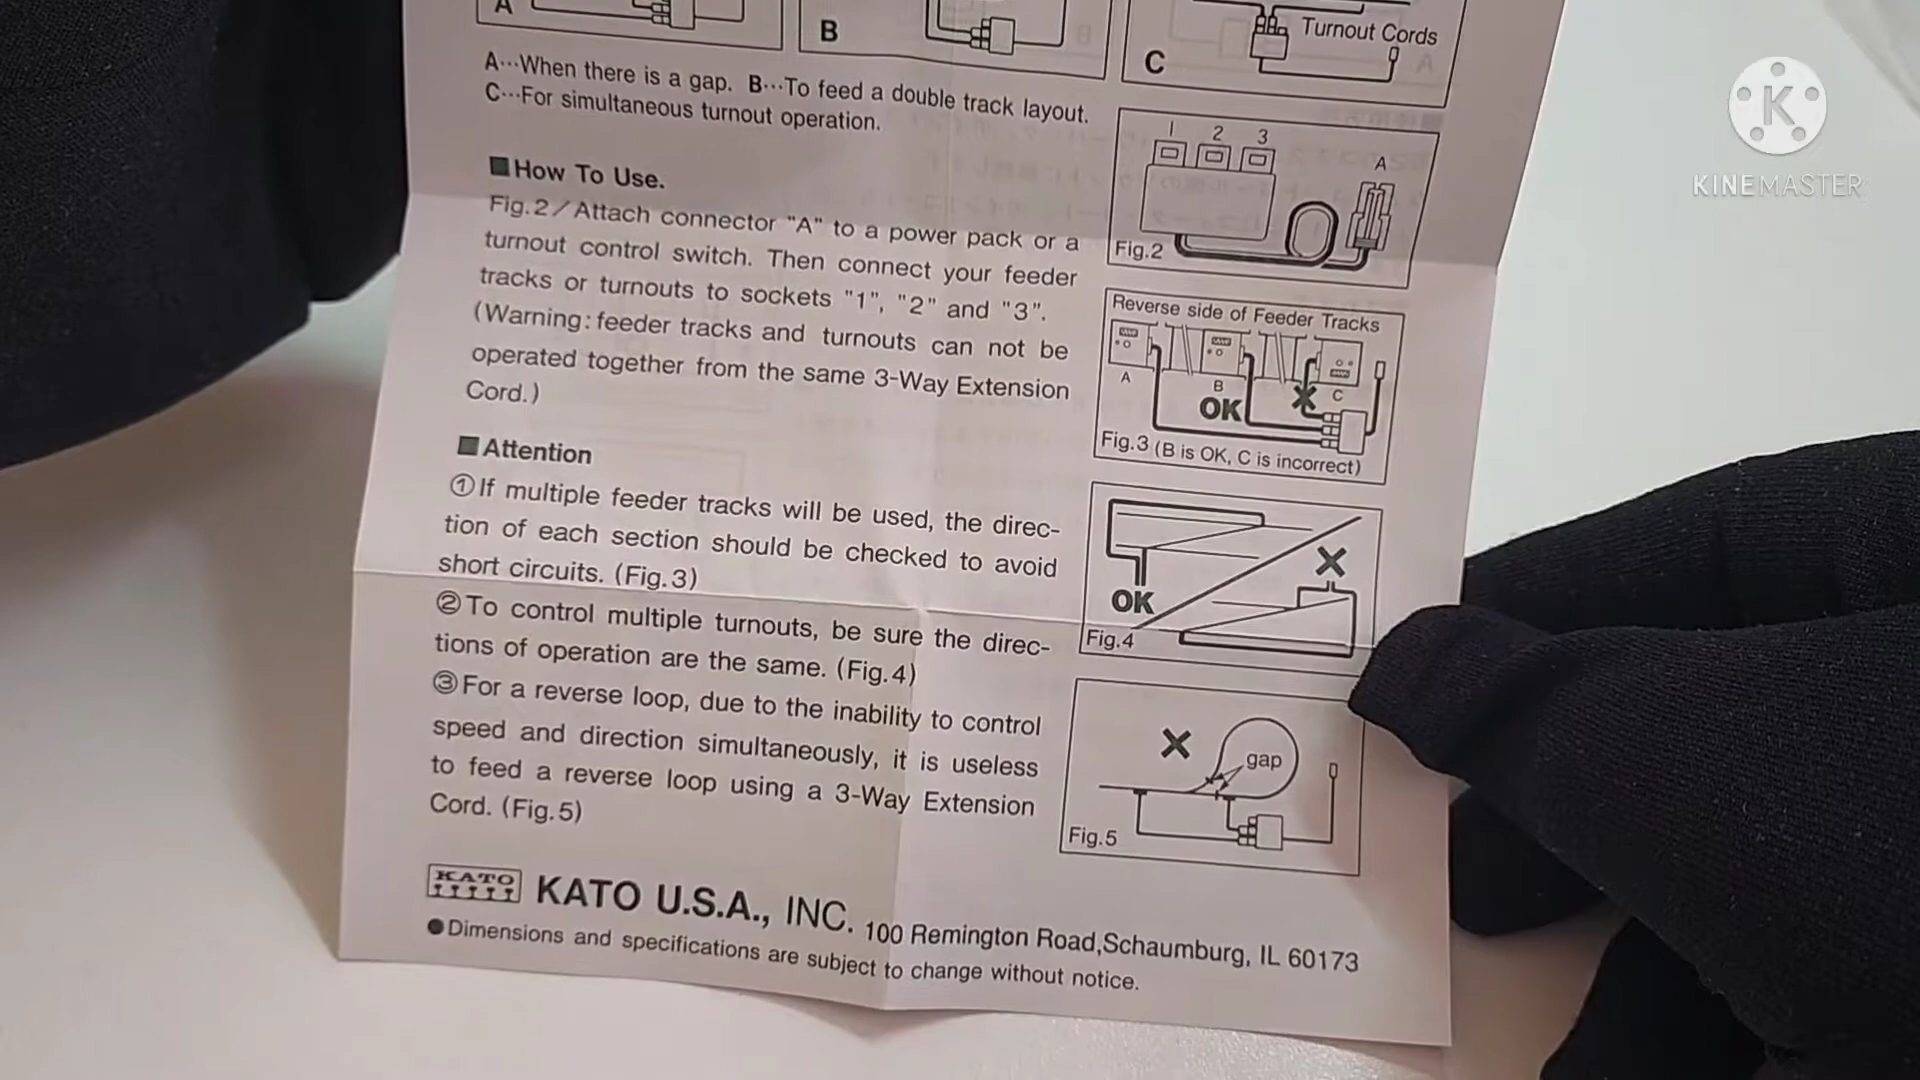 A
B
Turnout Cords
C
A···When there is a gap. B···To feed a double track layout.
C···For simultaneous turnout operation.
1 2 3
A
Fig.2
■How To Use.
Fig.2／Attach connector "A" to a power pack or a
turnout control switch. Then connect your feeder
tracks or turnouts to sockets "1", "2" and "3".
(Warning: feeder tracks and turnouts can not be
operated together from the same 3-Way Extension
Cord.)
Reverse side of Feeder Tracks
A
B
C
OK
Fig.3 (B is OK, C is incorrect)
■Attention
①If multiple feeder tracks will be used, the direc-
tion of each section should be checked to avoid
short circuits. (Fig.3)
②To control multiple turnouts, be sure the direc-
tions of operation are the same. (Fig.4)
③For a reverse loop, due to the inability to control
speed and direction simultaneously, it is useless
to feed a reverse loop using a 3-Way Extension
Cord. (Fig.5)
OK
Fig.4
gap
Fig.5
KATO
KATO U.S.A., INC. 100 Remington Road,Schaumburg, IL 60173
●Dimensions and specifications are subject to change without notice.
K
KINEMASTER